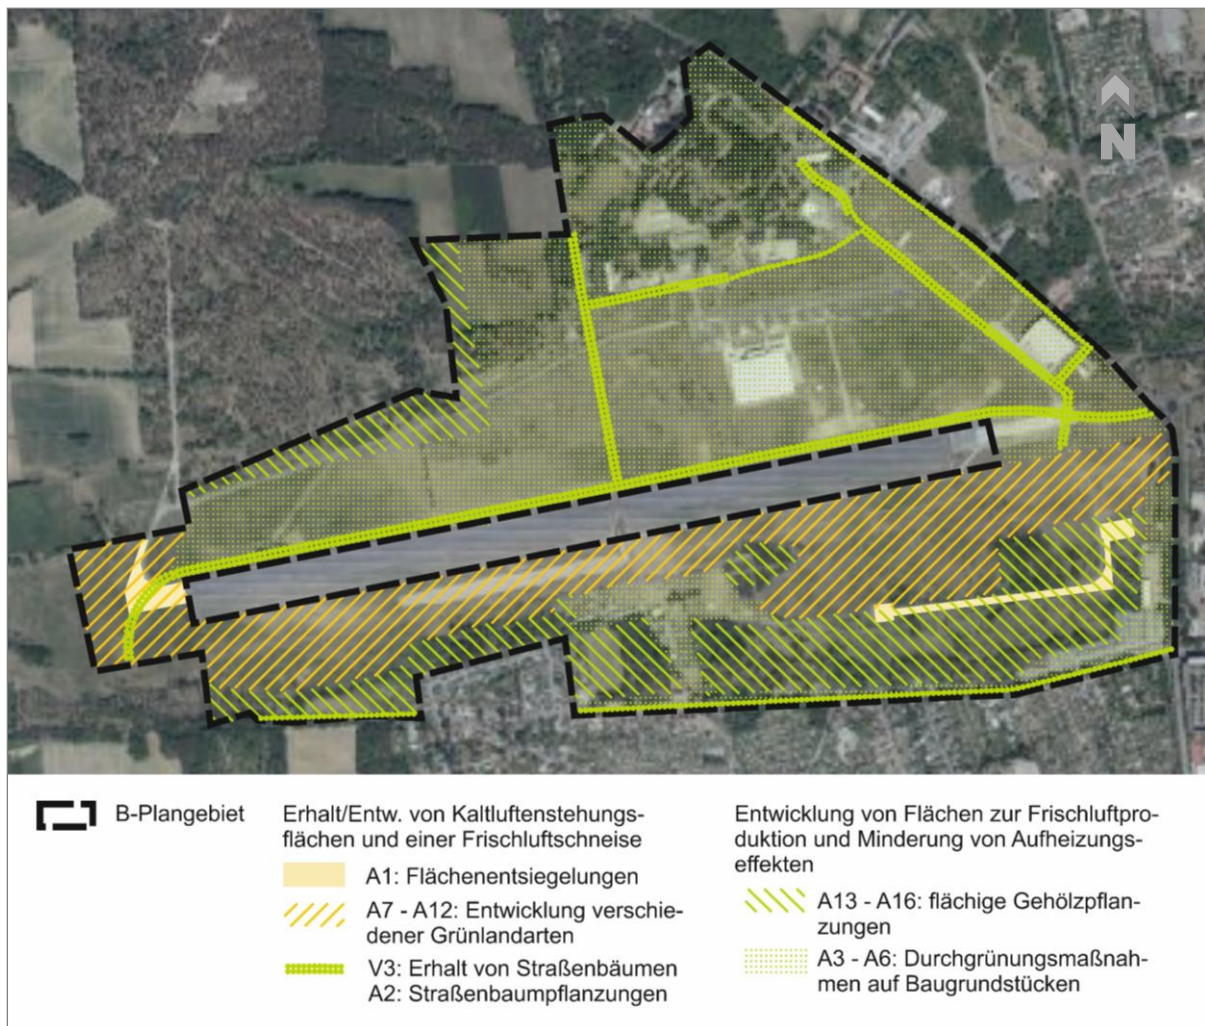 N
B-Plangebiet
Erhalt/Entw. von Kaltluftenstehungs-
flächen und einer Frischluftschneise
A1: Flächenentsiegelungen
A7 - A12: Entwicklung verschie-
dener Grünlandarten
V3: Erhalt von Straßenbäumen
A2: Straßenbaumpflanzungen
Entwicklung von Flächen zur Frischluftpro-
duktion und Minderung von Aufheizungs-
effekten
A13 - A16: flächige Gehölzpflan-
zungen
A3 - A6: Durchgrünungsmaßnah-
men auf Baugrundstücken